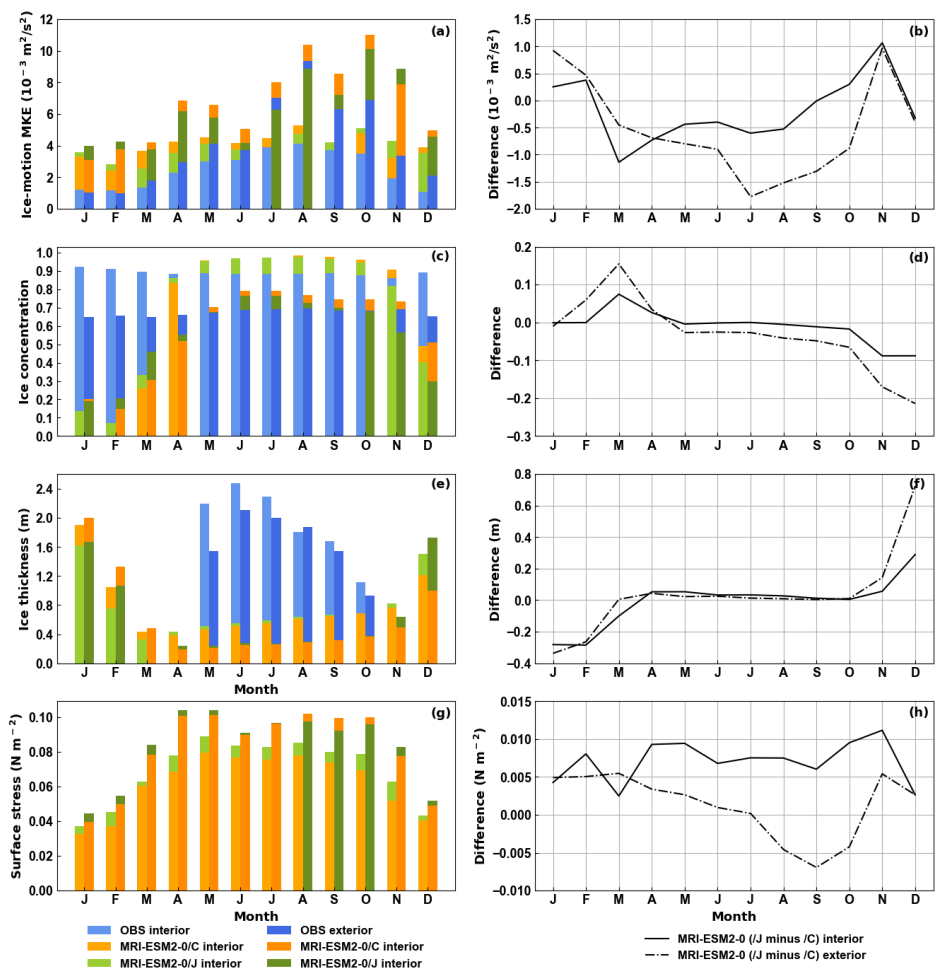 12
10
8
6
4
2
0
Ice-motion MKE (10⁻³ m²/s²)
(a)
J F M A M J J A S O N D
1.5
1.0
0.5
0.0
−0.5
−1.0
−1.5
−2.0
Difference (10⁻³ m²/s²)
(b)
J F M A M J J A S O N D
1.0
0.9
0.8
0.7
0.6
0.5
0.4
0.3
0.2
0.1
0.0
Ice concentration
(c)
J F M A M J J A S O N D
0.2
0.1
0.0
−0.1
−0.2
−0.3
Difference
(d)
J F M A M J J A S O N D
2.4
2.0
1.6
1.2
0.8
0.4
0.0
Ice thickness (m)
(e)
J F M A M J J A S O N D
Month
0.8
0.6
0.4
0.2
0.0
−0.2
−0.4
Difference (m)
(f)
J F M A M J J A S O N D
0.10
0.08
0.06
0.04
0.02
0.00
Surface stress (N m⁻²)
(g)
J F M A M J J A S O N D
Month
0.015
0.010
0.005
0.000
−0.005
−0.010
Difference (N m⁻²)
(h)
J F M A M J J A S O N D
Month
OBS interior
MRI-ESM2-0/C interior
MRI-ESM2-0/J interior
OBS exterior
MRI-ESM2-0/C interior
MRI-ESM2-0/J interior
MRI-ESM2-0 (/J minus /C) interior
MRI-ESM2-0 (/J minus /C) exterior